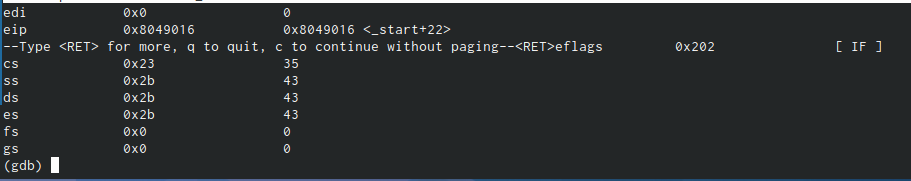 edi 0x0 0
eip 0x8049016 0x8049016 <_start+22>
--Type <RET> for more, q to quit, c to continue without paging--<RET>eflags 0x202 [ IF ]
cs 0x23 35
ss 0x2b 43
ds 0x2b 43
es 0x2b 43
fs 0x0 0
gs 0x0 0
(gdb)